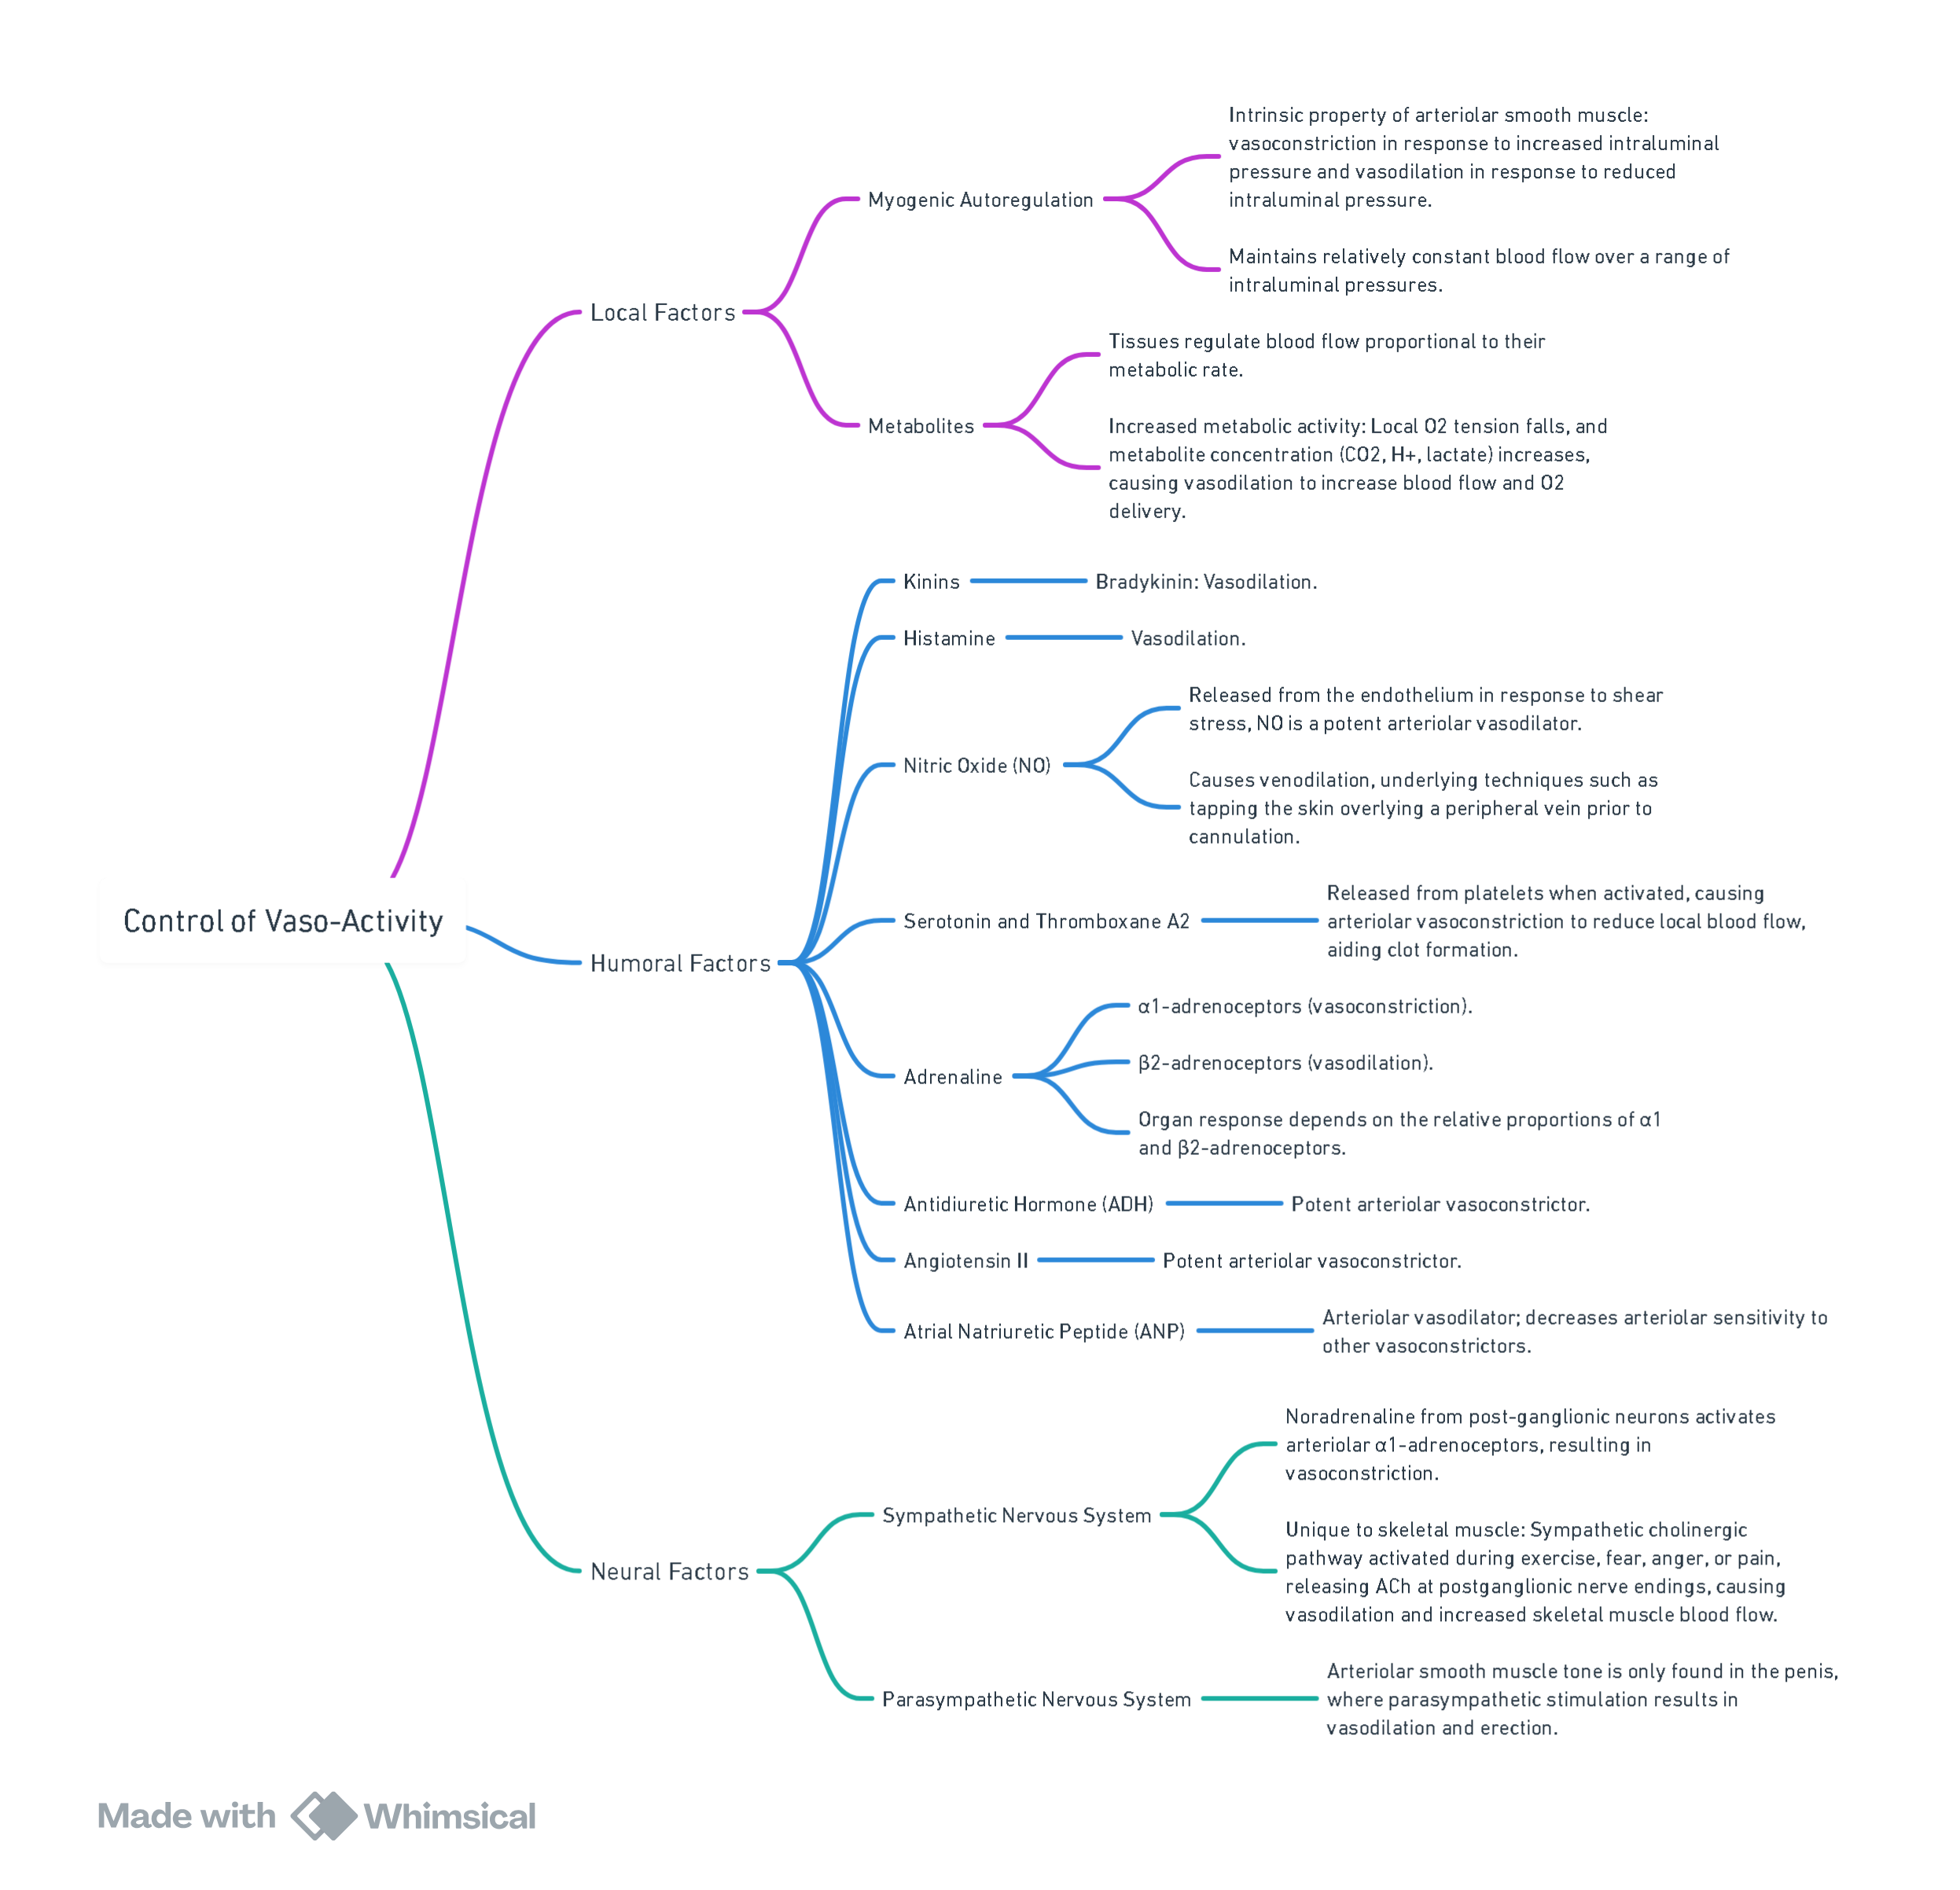 Intrinsic property of arteriolar smooth muscle:
vasoconstriction in response to increased intraluminal
pressure and vasodilation in response to reduced
intraluminal pressure.
Myogenic Autoregulation
Maintains relatively constant blood flow over a range of
intraluminal pressures.
Local Factors
Tissues regulate blood flow proportional to their
metabolic rate.
Metabolites
Increased metabolic activity: Local O2 tension falls, and
metabolite concentration (CO2, H+, lactate) increases,
causing vasodilation to increase blood flow and O2
delivery.
Kinins
Bradykinin: Vasodilation.
Histamine
Vasodilation.
Released from the endothelium in response to shear
stress, NO is a potent arteriolar vasodilator.
Nitric Oxide (NO)
Causes venodilation, underlying techniques such as
tapping the skin overlying a peripheral vein prior to
cannulation.
Control of Vaso-Activity
Serotonin and Thromboxane A2
Released from platelets when activated, causing
arteriolar vasoconstriction to reduce local blood flow,
aiding clot formation.
Humoral Factors
α1-adrenoceptors (vasoconstriction).
β2-adrenoceptors (vasodilation).
Adrenaline
Organ response depends on the relative proportions of α1
and β2-adrenoceptors.
Antidiuretic Hormone (ADH)
Potent arteriolar vasoconstrictor.
Angiotensin II
Potent arteriolar vasoconstrictor.
Atrial Natriuretic Peptide (ANP)
Arteriolar vasodilator; decreases arteriolar sensitivity to
other vasoconstrictors.
Noradrenaline from post-ganglionic neurons activates
arteriolar α1-adrenoceptors, resulting in
vasoconstriction.
Sympathetic Nervous System
Unique to skeletal muscle: Sympathetic cholinergic
pathway activated during exercise, fear, anger, or pain,
releasing ACh at postganglionic nerve endings, causing
vasodilation and increased skeletal muscle blood flow.
Neural Factors
Parasympathetic Nervous System
Arteriolar smooth muscle tone is only found in the penis,
where parasympathetic stimulation results in
vasodilation and erection.
Made with Whimsical